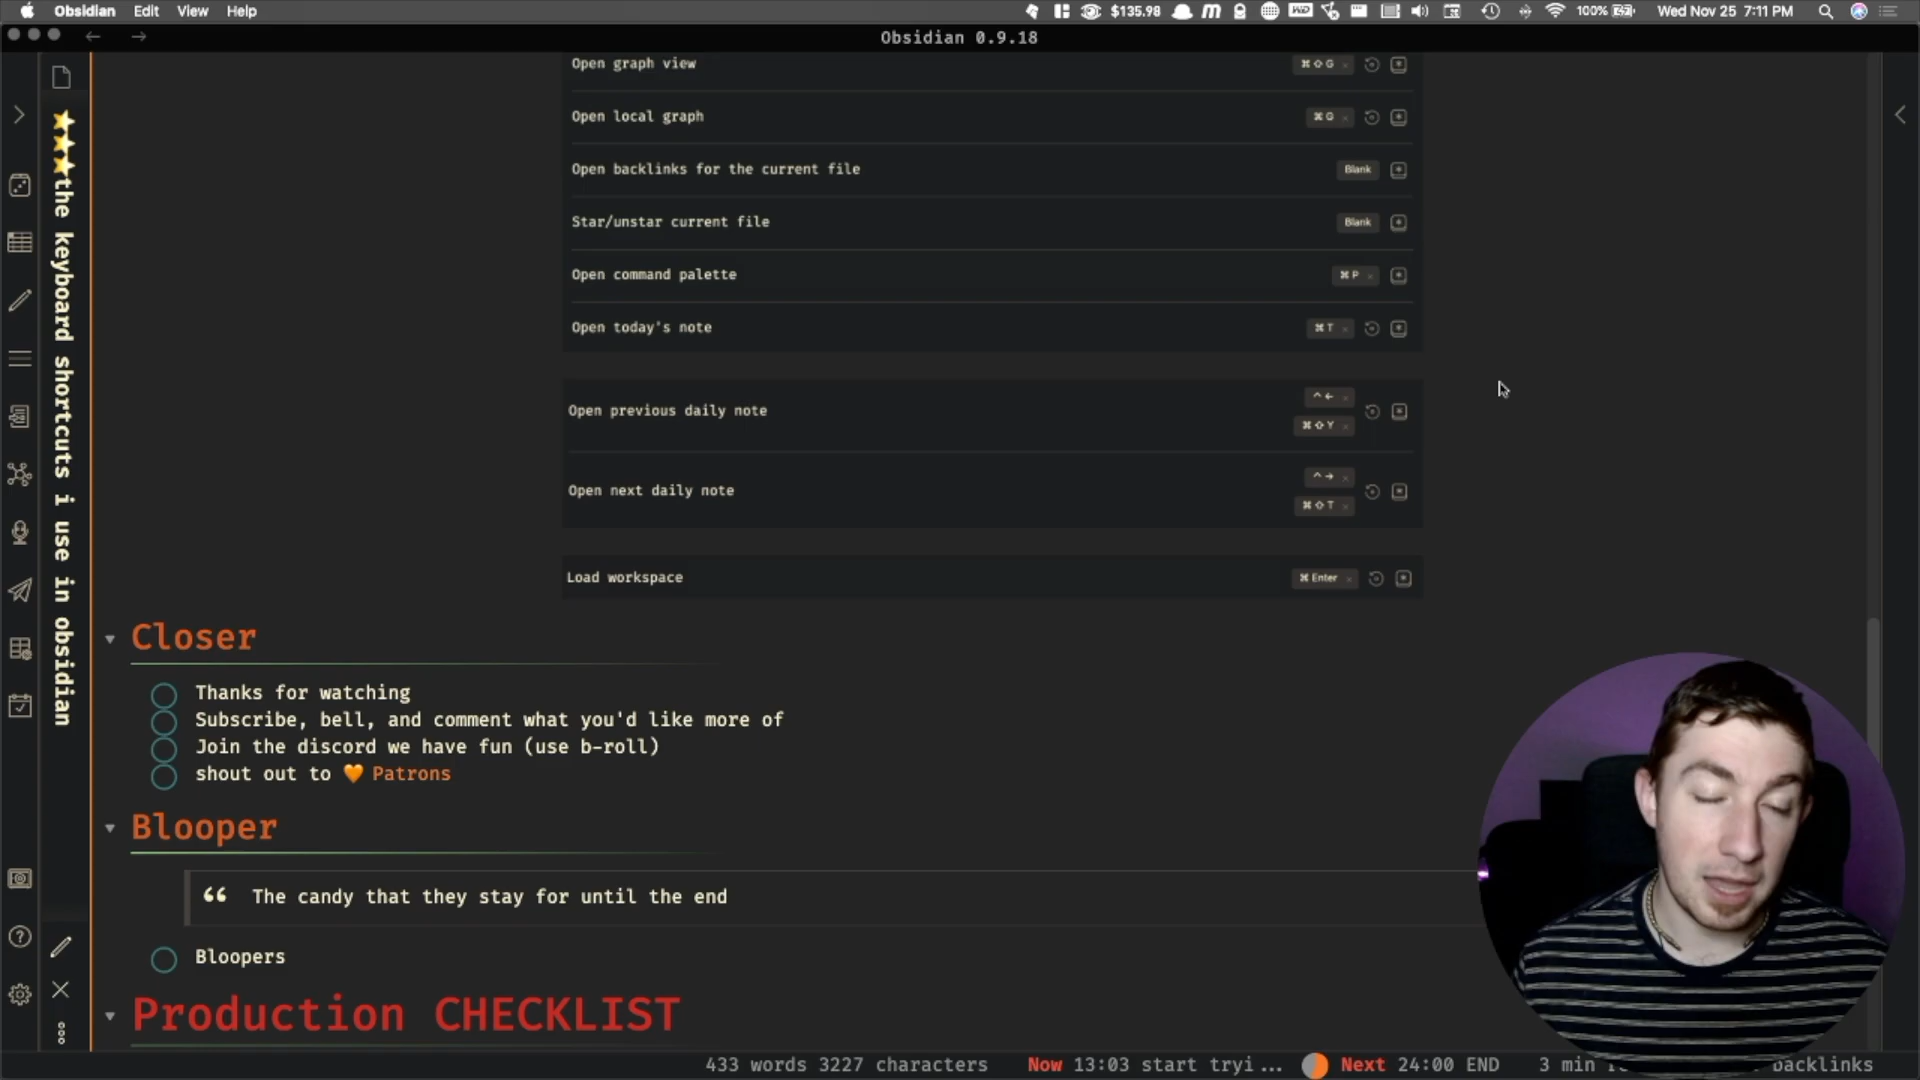 Obsidian Edit View Help $135.98 100% Wed Nov 25 7:11 PM
Obsidian 0.9.18
⭐⭐⭐the keyboard shortcuts i use in obsidian
Open graph view ⌘⇧G ×
Open local graph ⌘G ×
Open backlinks for the current file Blank
Star/unstar current file Blank
Open command palette ⌘P ×
Open today's note ⌘T ×
Open previous daily note ^← ×
⌘⇧Y ×
Open next daily note ^→ ×
⌘⇧T ×
Load workspace ⌘Enter ×
Closer
Thanks for watching
Subscribe, bell, and comment what you'd like more of
Join the discord we have fun (use b-roll)
shout out to 🧡 Patrons
Blooper
“ The candy that they stay for until the end
Bloopers
Production CHECKLIST
433 words 3227 characters Now 13:03 start tryi... Next 24:00 END 3 min backlinks